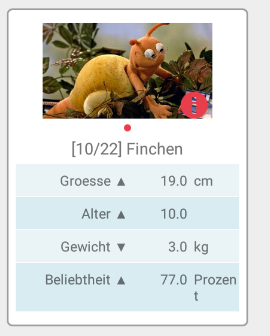 [10/22] Finchen
Groesse ▲ 19.0 cm
Alter ▲ 10.0
Gewicht ▼ 3.0 kg
Beliebtheit ▲ 77.0 Prozen
t